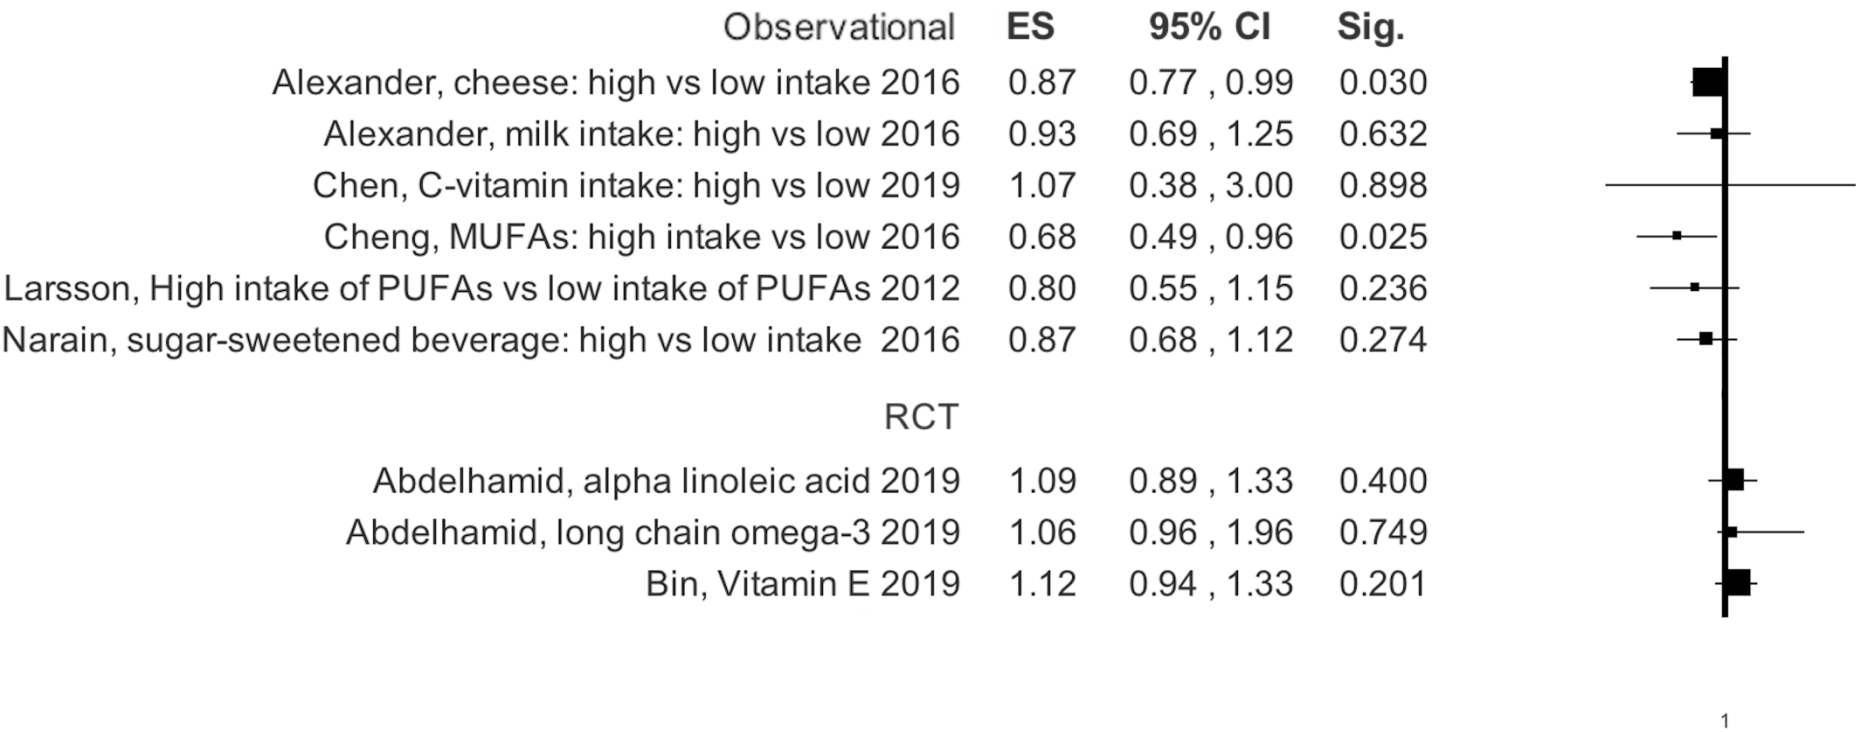 Observational ES 95% CI Sig.
Alexander, cheese: high vs low intake 2016 0.87 0.77 , 0.99 0.030
Alexander, milk intake: high vs low 2016 0.93 0.69 , 1.25 0.632
Chen, C-vitamin intake: high vs low 2019 1.07 0.38 , 3.00 0.898
Cheng, MUFAs: high intake vs low 2016 0.68 0.49 , 0.96 0.025
Larsson, High intake of PUFAs vs low intake of PUFAs 2012 0.80 0.55 , 1.15 0.236
Narain, sugar-sweetened beverage: high vs low intake 2016 0.87 0.68 , 1.12 0.274
RCT
Abdelhamid, alpha linoleic acid 2019 1.09 0.89 , 1.33 0.400
Abdelhamid, long chain omega-3 2019 1.06 0.96 , 1.96 0.749
Bin, Vitamin E 2019 1.12 0.94 , 1.33 0.201
1